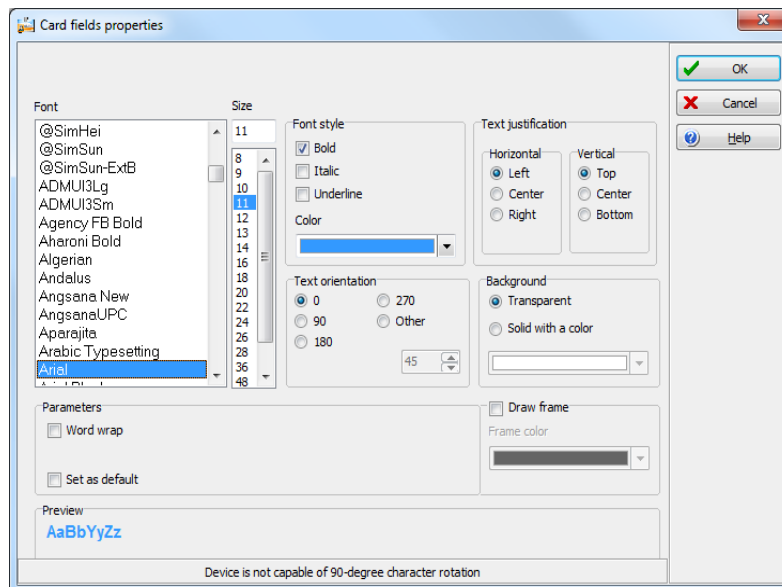 Card fields properties
OK
Cancel
Help
Font
@SimHei
@SimSun
@SimSun-ExtB
ADMUI3Lg
ADMUI3Sm
Agency FB Bold
Aharoni Bold
Algerian
Andalus
Angsana New
AngsanaUPC
Aparajita
Arabic Typesetting
Arial
Size
11
8
9
10
11
12
13
14
16
18
20
22
24
26
28
36
48
Font style
Bold
Italic
Underline
Color
Text justification
Horizontal
Left
Center
Right
Vertical
Top
Center
Bottom
Text orientation
0
90
180
270
Other
45
Background
Transparent
Solid with a color
Parameters
Word wrap
Set as default
Draw frame
Frame color
Preview
AaBbYyZz
Device is not capable of 90-degree character rotation